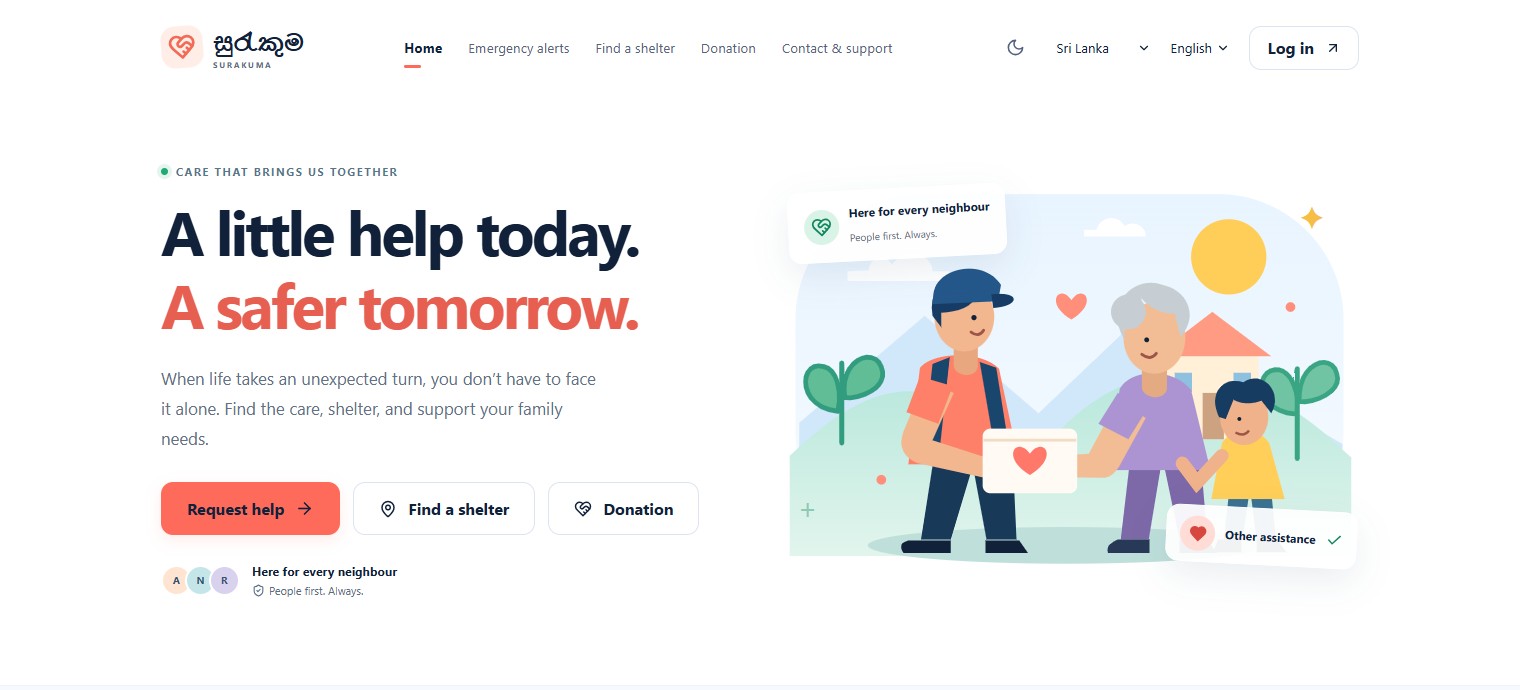 සුරැකුම
SURAKUMA
Home
Emergency alerts
Find a shelter
Donation
Contact & support
Sri Lanka
English
Log in
CARE THAT BRINGS US TOGETHER
A little help today.
A safer tomorrow.
When life takes an unexpected turn, you don’t have to face
it alone. Find the care, shelter, and support your family
needs.
Request help
Find a shelter
Donation
A N R
Here for every neighbour
People first. Always.
Here for every neighbour
People first. Always.
Other assistance